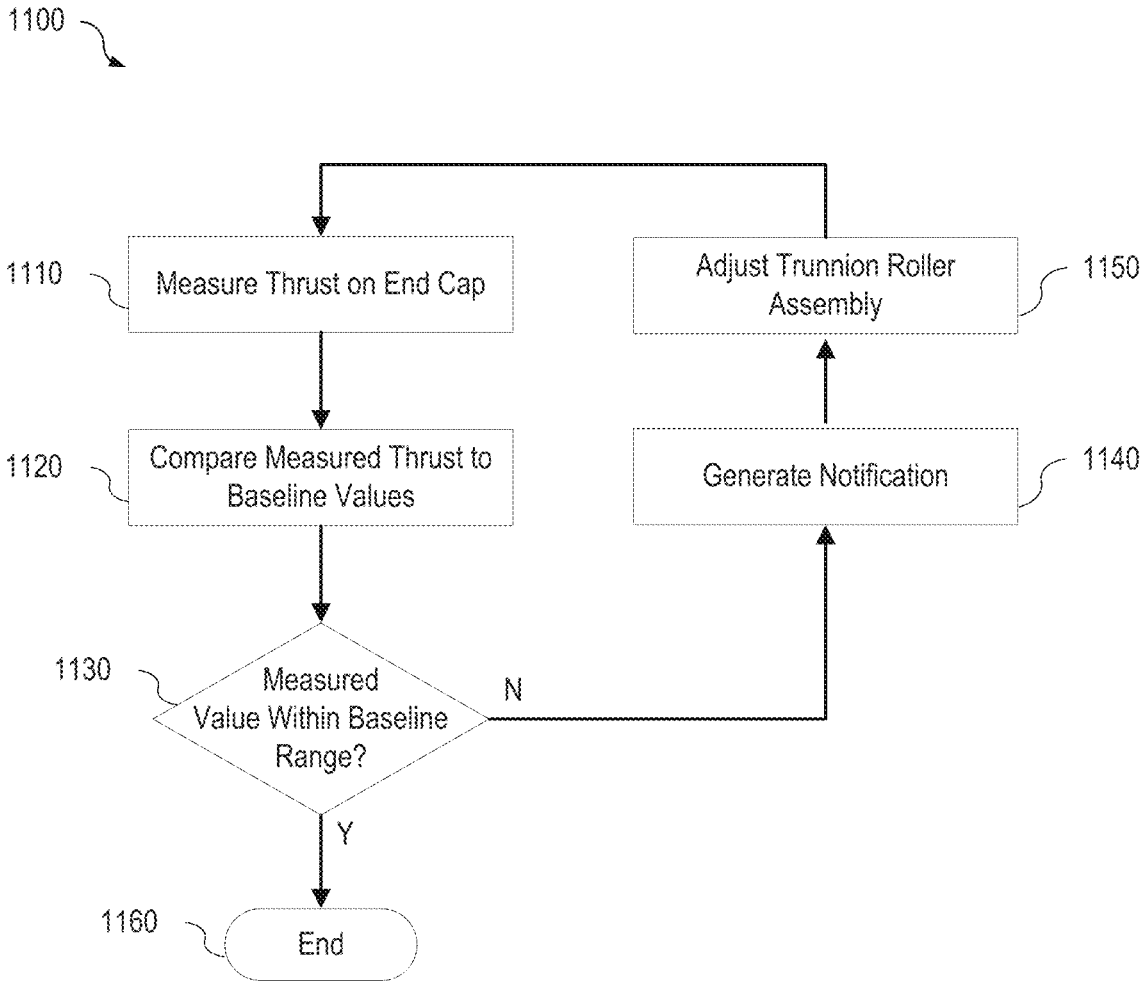 1100
1110
Measure Thrust on End Cap
Adjust Trunnion Roller
Assembly
1150
1120
Compare Measured Thrust to
Baseline Values
Generate Notification
1140
1130
Measured
Value Within Baseline
Range?
N
Y
1160
End